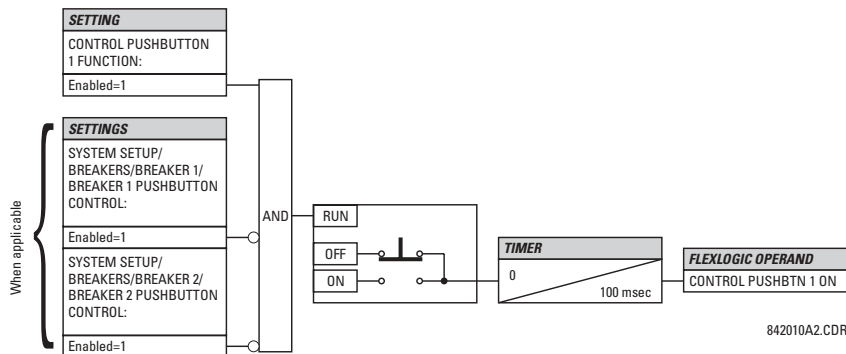 SETTING
CONTROL PUSHBUTTON
1 FUNCTION:
Enabled=1
When applicable
SETTINGS
SYSTEM SETUP/
BREAKERS/BREAKER 1/
BREAKER 1 PUSHBUTTON
CONTROL:
Enabled=1
SYSTEM SETUP/
BREAKERS/BREAKER 2/
BREAKER 2 PUSHBUTTON
CONTROL:
Enabled=1
AND
RUN
OFF
ON
TIMER
0
100 msec
FLEXLOGIC OPERAND
CONTROL PUSHBTN 1 ON
842010A2.CDR